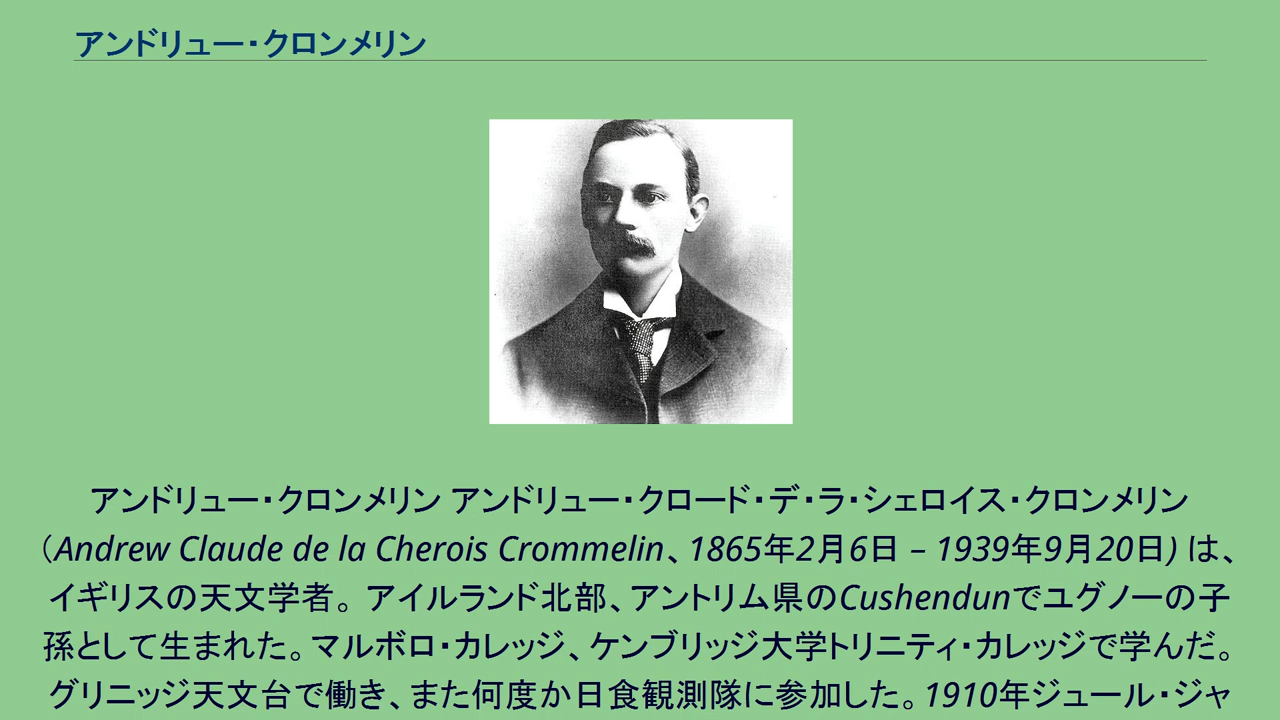 アンドリュー・クロンメリン
アンドリュー・クロンメリン アンドリュー・クロード・デ・ラ・シェロイス・クロンメリン
（Andrew Claude de la Cherois Crommelin、1865年2月6日 – 1939年9月20日) は、
イギリスの天文学者。 アイルランド北部、アントリム県のCushendunでユグノーの子
孫として生まれた。マルボロ・カレッジ、ケンブリッジ大学トリニティ・カレッジで学んだ。
グリニッジ天文台で働き、また何度か日食観測隊に参加した。1910年ジュール・ジャ